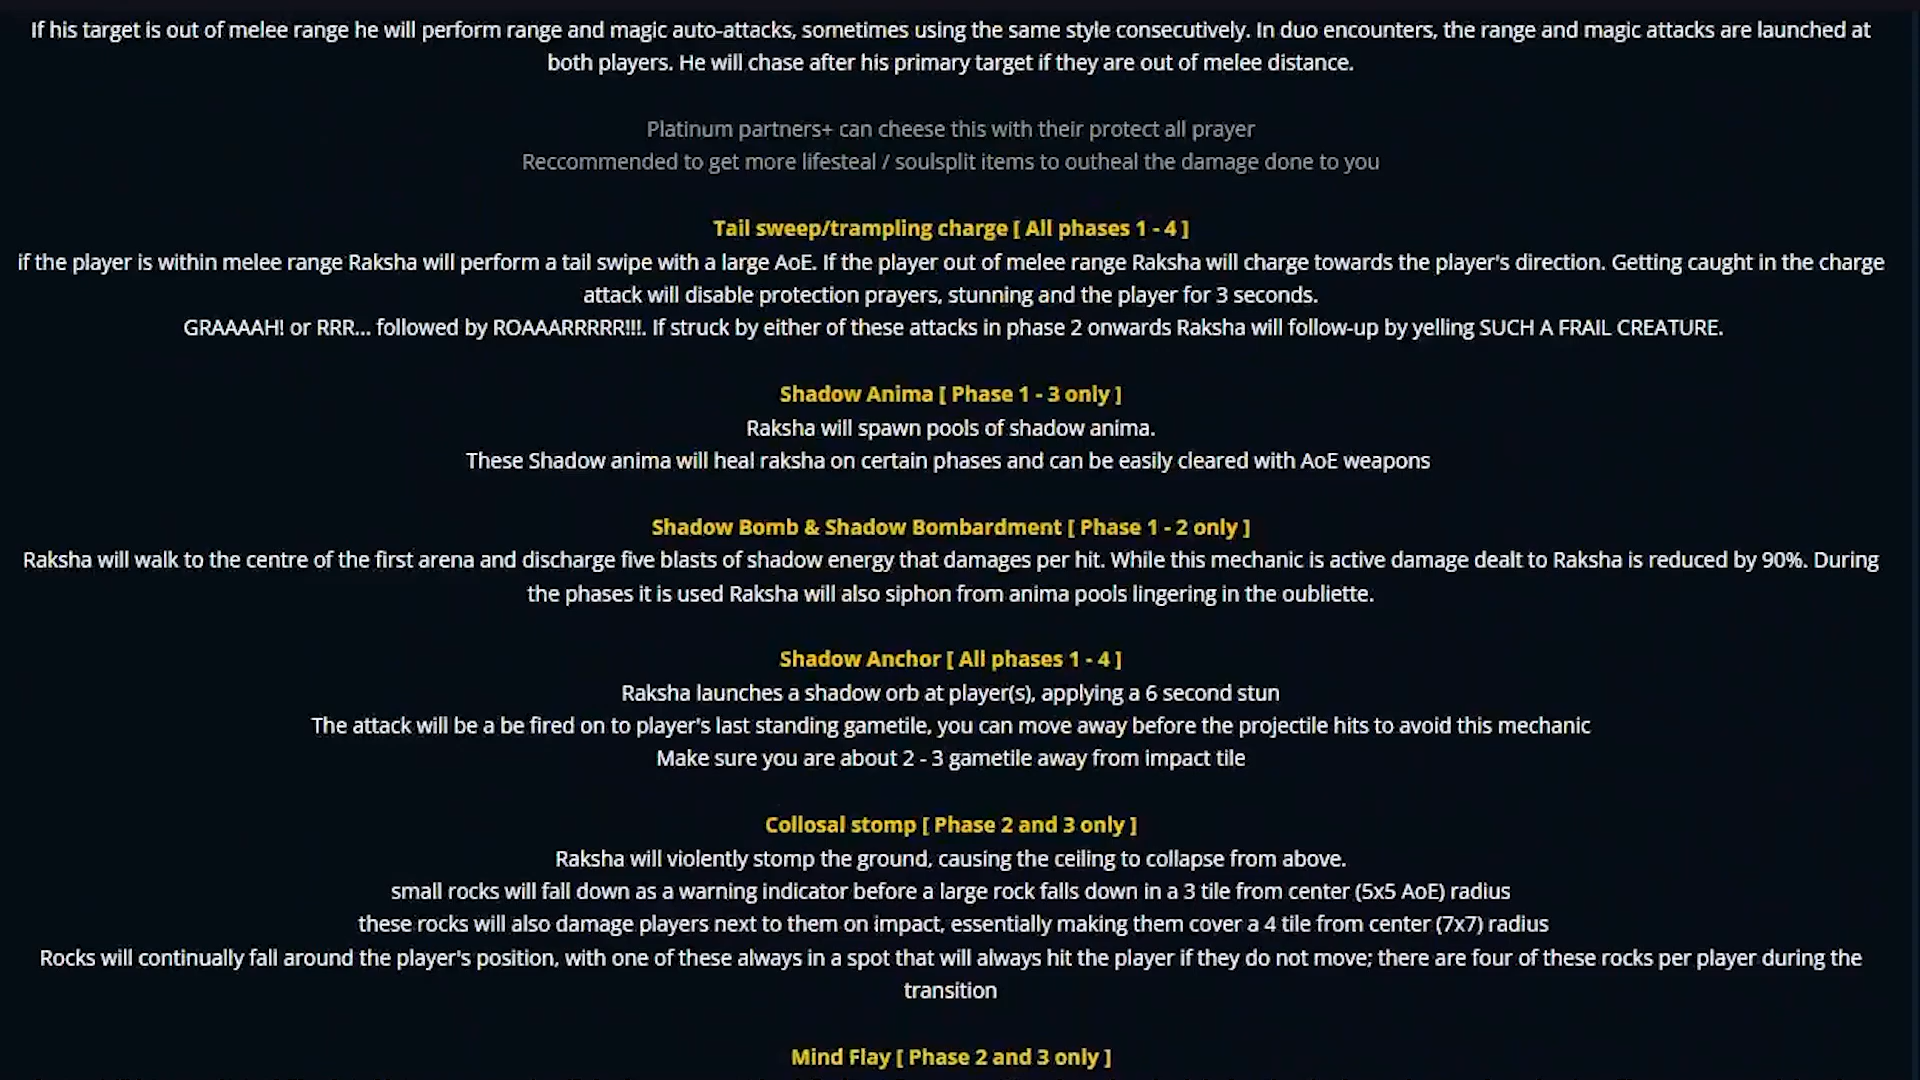 If his target is out of melee range he will perform range and magic auto-attacks, sometimes using the same style consecutively. In duo encounters, the range and magic attacks are launched at
both players. He will chase after his primary target if they are out of melee distance.
Platinum partners+ can cheese this with their protect all prayer
Reccommended to get more lifesteal / soulsplit items to outheal the damage done to you
Tail sweep/trampling charge [ All phases 1 - 4 ]
if the player is within melee range Raksha will perform a tail swipe with a large AoE. If the player out of melee range Raksha will charge towards the player's direction. Getting caught in the charge
attack will disable protection prayers, stunning and the player for 3 seconds.
GRAAAAH! or RRR... followed by ROAAARRRRR!!!. If struck by either of these attacks in phase 2 onwards Raksha will follow-up by yelling SUCH A FRAIL CREATURE.
Shadow Anima [ Phase 1 - 3 only ]
Raksha will spawn pools of shadow anima.
These Shadow anima will heal raksha on certain phases and can be easily cleared with AoE weapons
Shadow Bomb & Shadow Bombardment [ Phase 1 - 2 only ]
Raksha will walk to the centre of the first arena and discharge five blasts of shadow energy that damages per hit. While this mechanic is active damage dealt to Raksha is reduced by 90%. During
the phases it is used Raksha will also siphon from anima pools lingering in the oubliette.
Shadow Anchor [ All phases 1 - 4 ]
Raksha launches a shadow orb at player(s), applying a 6 second stun
The attack will be a be fired on to player's last standing gametile, you can move away before the projectile hits to avoid this mechanic
Make sure you are about 2 - 3 gametile away from impact tile
Collosal stomp [ Phase 2 and 3 only ]
Raksha will violently stomp the ground, causing the ceiling to collapse from above.
small rocks will fall down as a warning indicator before a large rock falls down in a 3 tile from center (5x5 AoE) radius
these rocks will also damage players next to them on impact, essentially making them cover a 4 tile from center (7x7) radius
Rocks will continually fall around the player's position, with one of these always in a spot that will always hit the player if they do not move; there are four of these rocks per player during the
transition
Mind Flay [ Phase 2 and 3 only ]